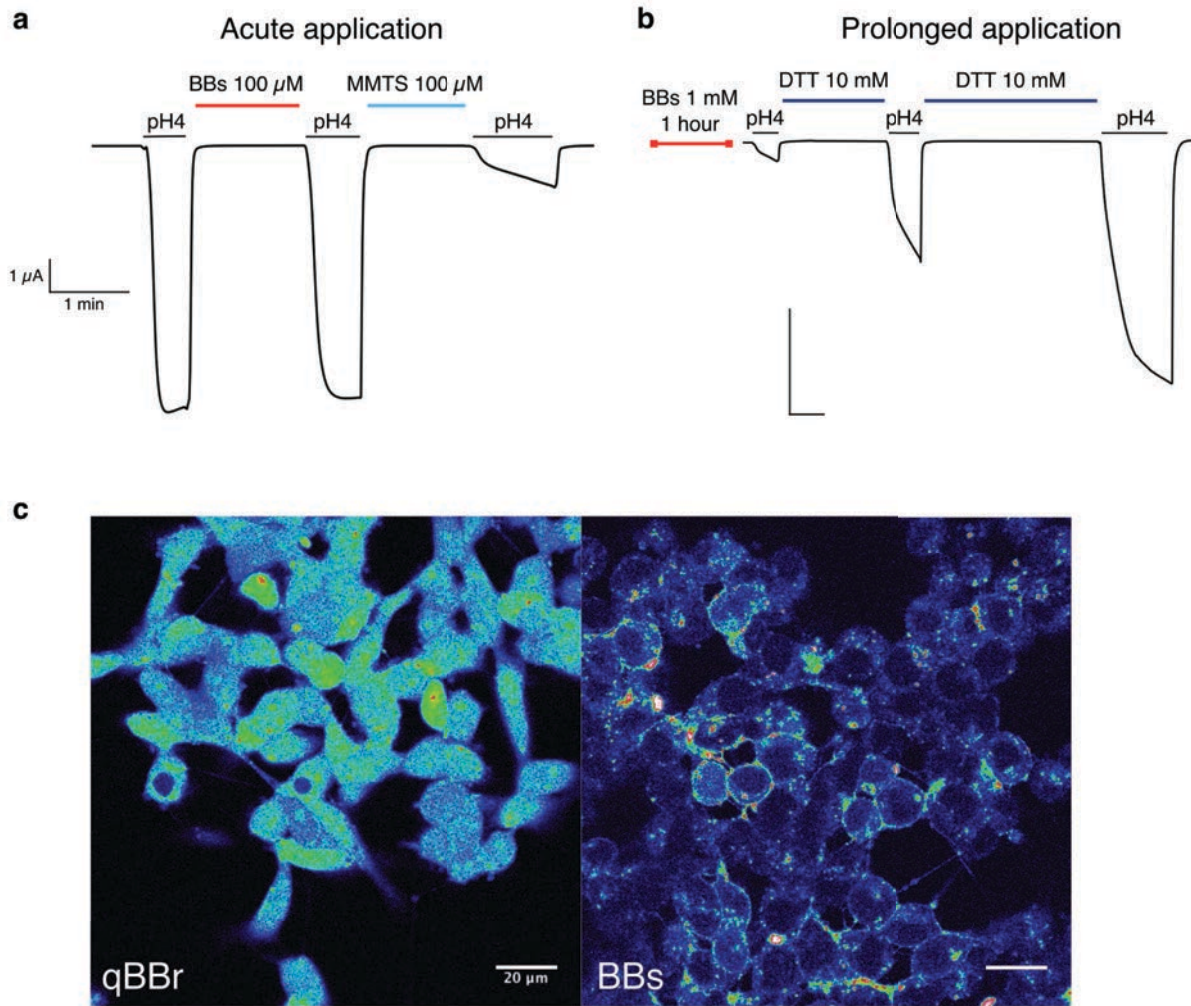 a
Acute application
BBs 100 µM
MMTS 100 µM
pH4
pH4
pH4
1 µA
1 min
b
Prolonged application
BBs 1 mM
1 hour
DTT 10 mM
DTT 10 mM
pH4
pH4
pH4
c
qBBr
20 µm
BBs